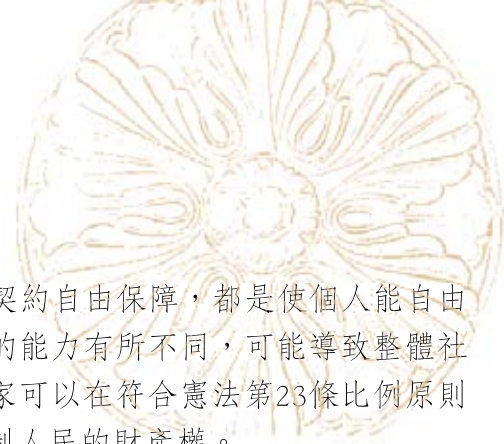 契約自由保障，都是使個人能自由
的能力有所不同，可能導致整體社
家可以在符合憲法第23條比例原則
制人民的財產權。